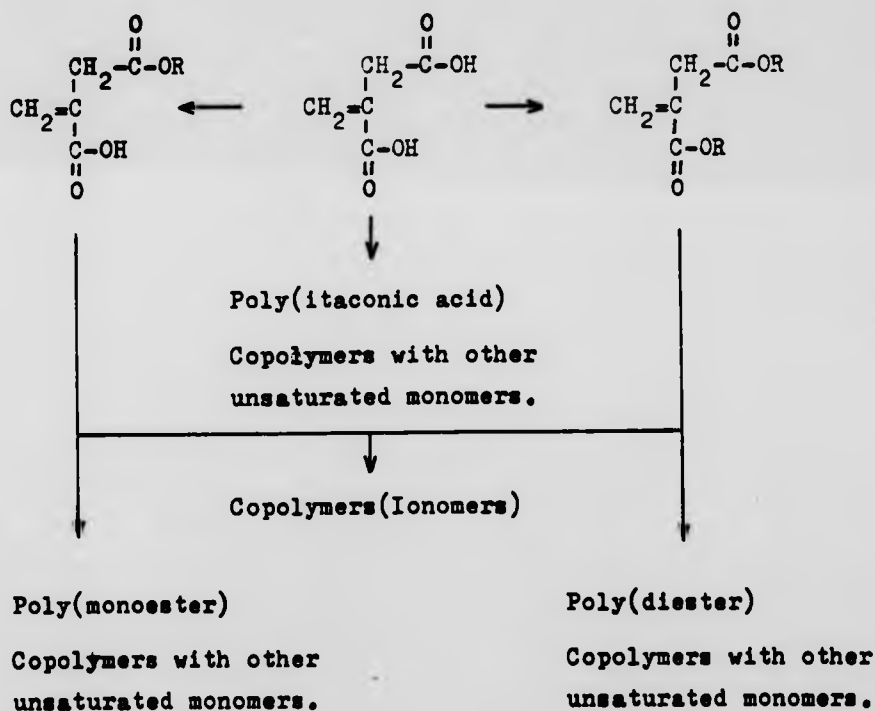 O O O
CH2-C-OR CH2-C-OH CH2-C-OR
CH2=C CH2=C CH2=C
C-OH C-OH C-OR
O O O
Poly(itaconic acid)
Copolymers with other
unsaturated monomers.
Copolymers(Ionomers)
Poly(monoester) Poly(diester)
Copolymers with other Copolymers with other
unsaturated monomers. unsaturated monomers.